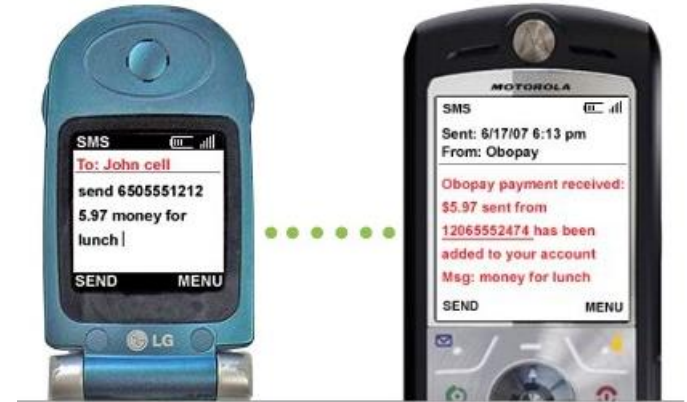 SMS
To: John cell
send 6505551212
5.97 money for
lunch
SEND MENU
LG
MOTOROLA
SMS
Sent: 6/17/07 6:13 pm
From: Obopay
Obopay payment received:
$5.97 sent from
12065552474 has been
added to your account
Msg: money for lunch
SEND MENU